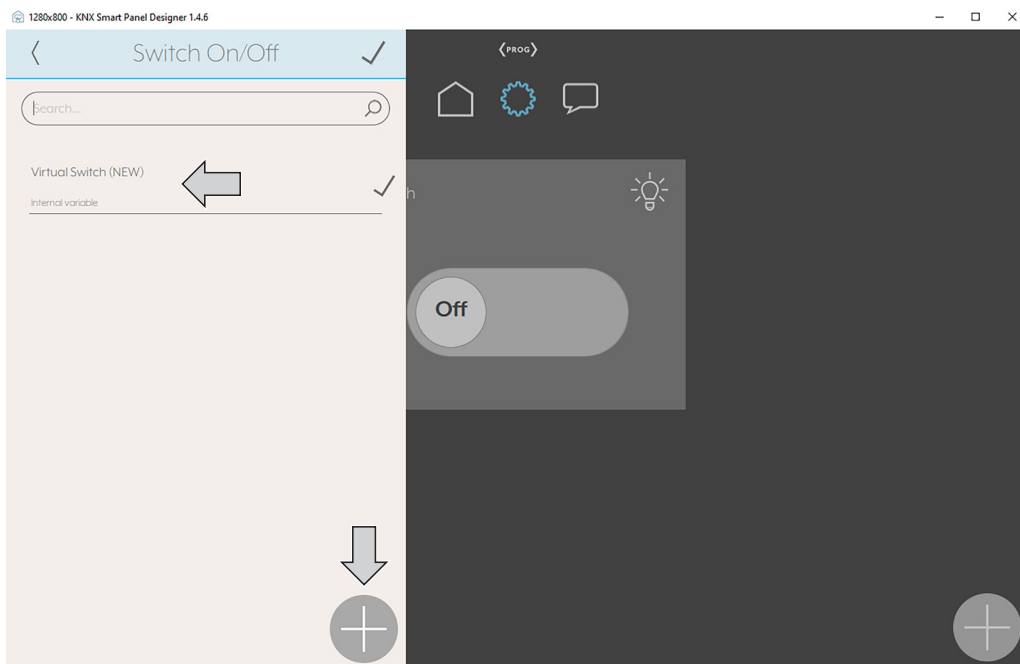 1280x800 - KNX Smart Panel Designer 1.4.6
Switch On/Off
PROG
Search...
Virtual Switch (NEW)
Internal variable
h
Off